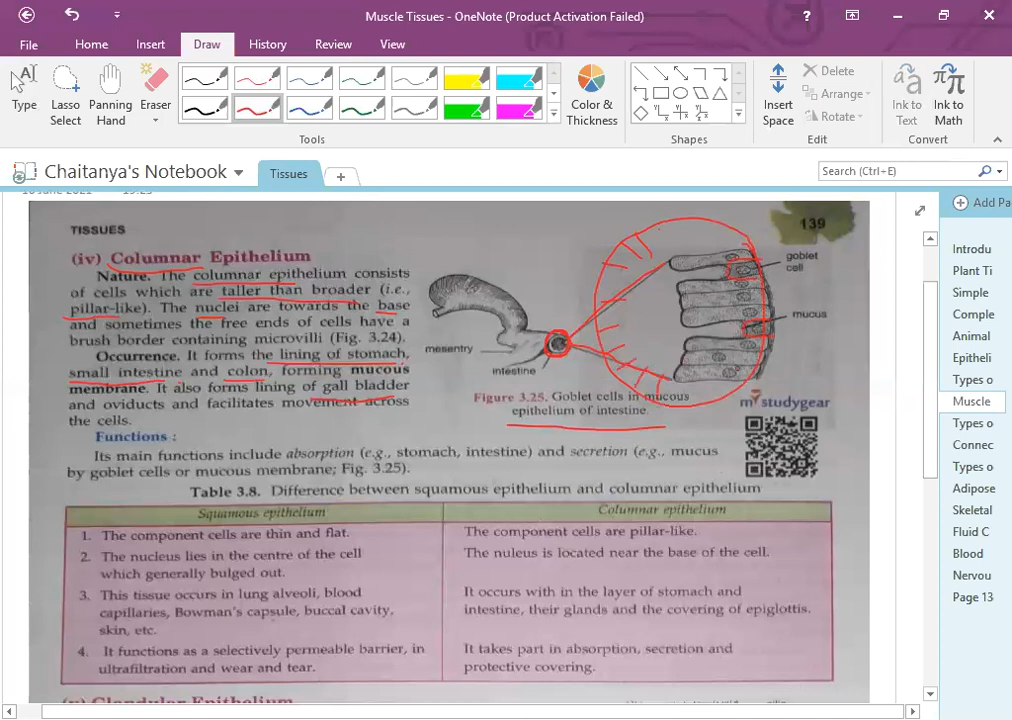 Muscle Tissues - OneNote (Product Activation Failed)
?
File Home Insert Draw History Review View
Type
Lasso Select
Panning Hand
Eraser
Color & Thickness
Insert Space
Delete
Arrange
Rotate
Ink to Text
Ink to Math
Tools
Shapes
Edit
Convert
Chaitanya's Notebook
Tissues
Search (Ctrl+E)
Add Pa
TISSUES
139
(iv) Columnar Epithelium
Nature. The columnar epithelium consists
of cells which are taller than broader (i.e.,
pillar-like). The nuclei are towards the base
and sometimes the free ends of cells have a
brush border containing microvilli (Fig. 3.24).
Occurrence. It forms the lining of stomach,
small intestine and colon, forming mucous
membrane. It also forms lining of gall bladder
and oviducts and facilitates movement across
the cells.
goblet
cell
mucus
mesentry
intestine
Figure 3.25. Goblet cells in mucous
epithelium of intestine.
mystudygear
Functions :
Its main functions include absorption (e.g., stomach, intestine) and secretion (e.g., mucus
by goblet cells or mucous membrane; Fig. 3.25).
Table 3.8. Difference between squamous epithelium and columnar epithelium
Squamous epithelium
Columnar epithelium
1. The component cells are thin and flat.
The component cells are pillar-like.
2. The nucleus lies in the centre of the cell
which generally bulged out.
The nuleus is located near the base of the cell.
3. This tissue occurs in lung alveoli, blood
capillaries, Bowman's capsule, buccal cavity,
skin, etc.
It occurs with in the layer of stomach and
intestine, their glands and the covering of epiglottis.
4. It functions as a selectively permeable barrier, in
ultrafiltration and wear and tear.
It takes part in absorption, secretion and
protective covering.
Introdu
Plant Ti
Simple
Comple
Animal
Epitheli
Types o
Muscle
Types o
Connec
Types o
Adipose
Skeletal
Fluid C
Blood
Nervou
Page 13